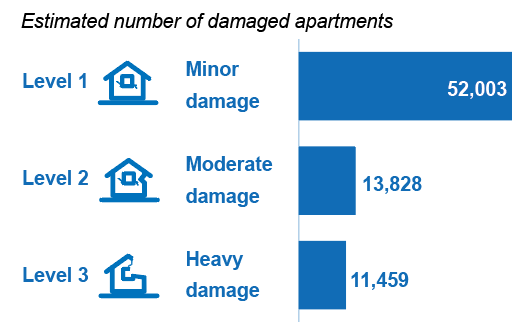 Estimated number of damaged apartments
Level 1
Minor
damage
52,003
Level 2
Moderate
damage
13,828
Level 3
Heavy
damage
11,459